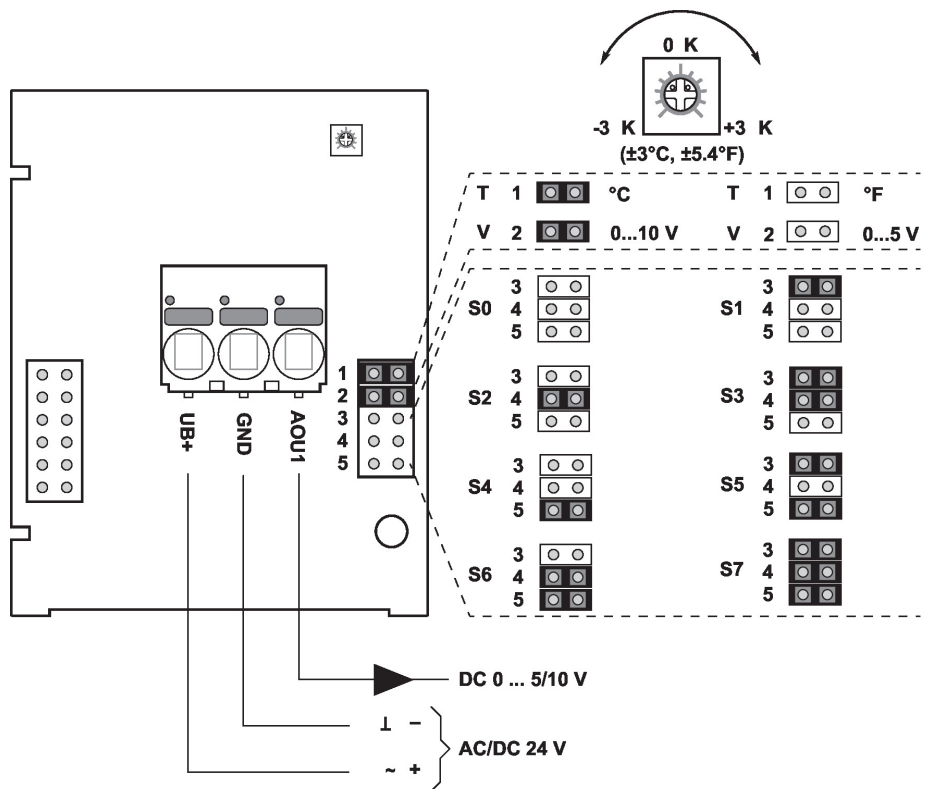 0 K
-3 K
+3 K
(±3°C, ±5.4°F)
T 1 °C
T 1 °F
V 2 0...10 V
V 2 0...5 V
S0 3 4 5
S1 3 4 5
S2 3 4 5
S3 3 4 5
S4 3 4 5
S5 3 4 5
S6 3 4 5
S7 3 4 5
1
2
3
4
5
UB+
GND
AOU1
DC 0 ... 5/10 V
⊥ −
AC/DC 24 V
~ +